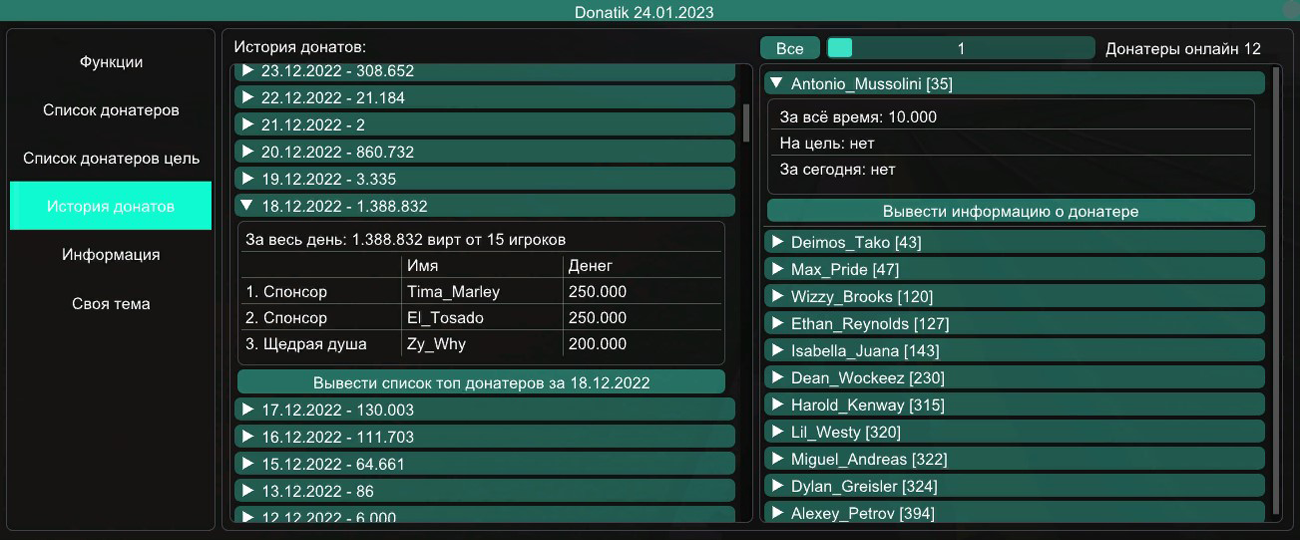 Donatik 24.01.2023
Функции
Список донатеров
Список донатеров цель
История донатов
Информация
Своя тема
История донатов:
23.12.2022 - 308.652
22.12.2022 - 21.184
21.12.2022 - 2
20.12.2022 - 860.732
19.12.2022 - 3.335
18.12.2022 - 1.388.832
За весь день: 1.388.832 вирт от 15 игроков
Имя Денег
1. Спонсор Tima_Marley 250.000
2. Спонсор El_Tosado 250.000
3. Щедрая душа Zy_Why 200.000
Вывести список топ донатеров за 18.12.2022
17.12.2022 - 130.003
16.12.2022 - 111.703
15.12.2022 - 64.661
13.12.2022 - 86
12.12.2022 - 6.000
Все 1 Донатеры онлайн 12
Antonio_Mussolini [35]
За всё время: 10.000
На цель: нет
За сегодня: нет
Вывести информацию о донатере
Deimos_Tako [43]
Max_Pride [47]
Wizzy_Brooks [120]
Ethan_Reynolds [127]
Isabella_Juana [143]
Dean_Wockeez [230]
Harold_Kenway [315]
Lil_Westy [320]
Miguel_Andreas [322]
Dylan_Greisler [324]
Alexey_Petrov [394]